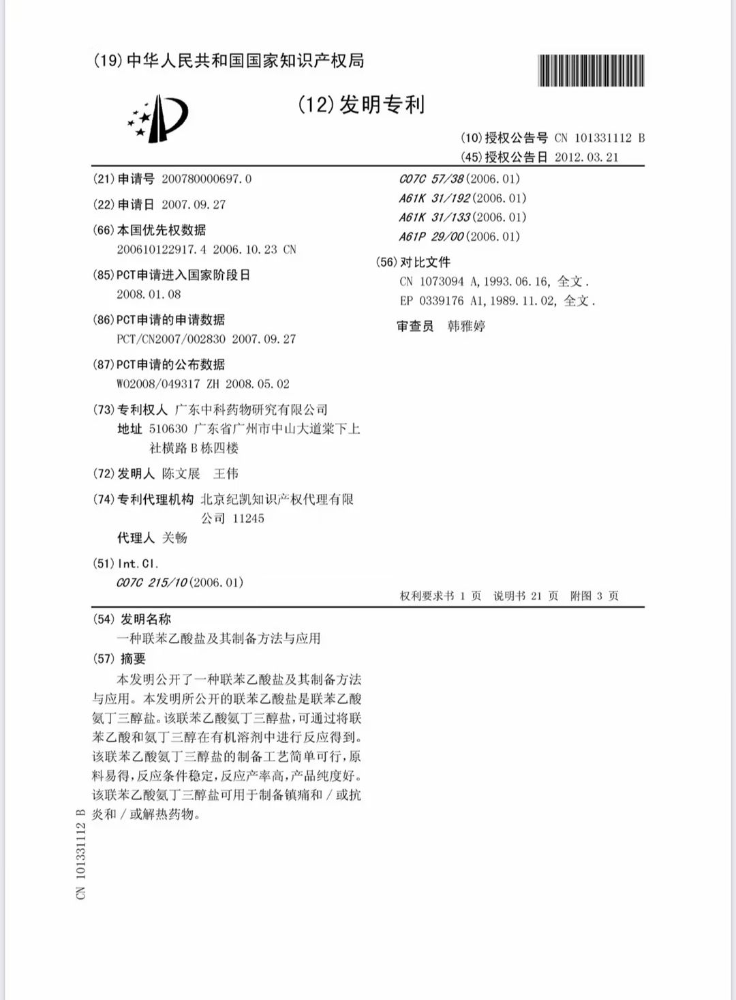 (19)中华人民共和国国家知识产权局
(12)发明专利
(10)授权公告号 CN 101331112 B
(45)授权公告日 2012.03.21
(21)申请号 200780000697.0
(22)申请日 2007.09.27
(66)本国优先权数据
200610122917.4 2006.10.23 CN
(85)PCT申请进入国家阶段日
2008.01.08
(86)PCT申请的申请数据
PCT/CN2007/002830 2007.09.27
(87)PCT申请的公布数据
WO2008/049317 ZH 2008.05.02
(73)专利权人 广东中科药物研究有限公司
地址 510630 广东省广州市中山大道棠下上
社横路B栋四楼
(72)发明人 陈文展 王伟
(74)专利代理机构 北京纪凯知识产权代理有限
公司 11245
代理人 关畅
(51)Int.Cl.
C07C 215/10(2006.01)
C07C 57/38(2006.01)
A61K 31/192(2006.01)
A61K 31/133(2006.01)
A61P 29/00(2006.01)
(56)对比文件
CN 1073094 A,1993.06.16, 全文.
EP 0339176 A1,1989.11.02, 全文.
审查员 韩雅婷
权利要求书 1 页 说明书 21 页 附图 3 页
(54) 发明名称
一种联苯乙酸盐及其制备方法与应用
(57) 摘要
本发明公开了一种联苯乙酸盐及其制备方法
与应用。本发明所公开的联苯乙酸盐是联苯乙酸
氨丁三醇盐。该联苯乙酸氨丁三醇盐,可通过将联
苯乙酸和氨丁三醇在有机溶剂中进行反应得到。
该联苯乙酸氨丁三醇盐的制备工艺简单可行,原
料易得,反应条件稳定,反应产率高,产品纯度好。
该联苯乙酸氨丁三醇盐可用于制备镇痛和/或抗
炎和/或解热药物。
CN 101331112 B